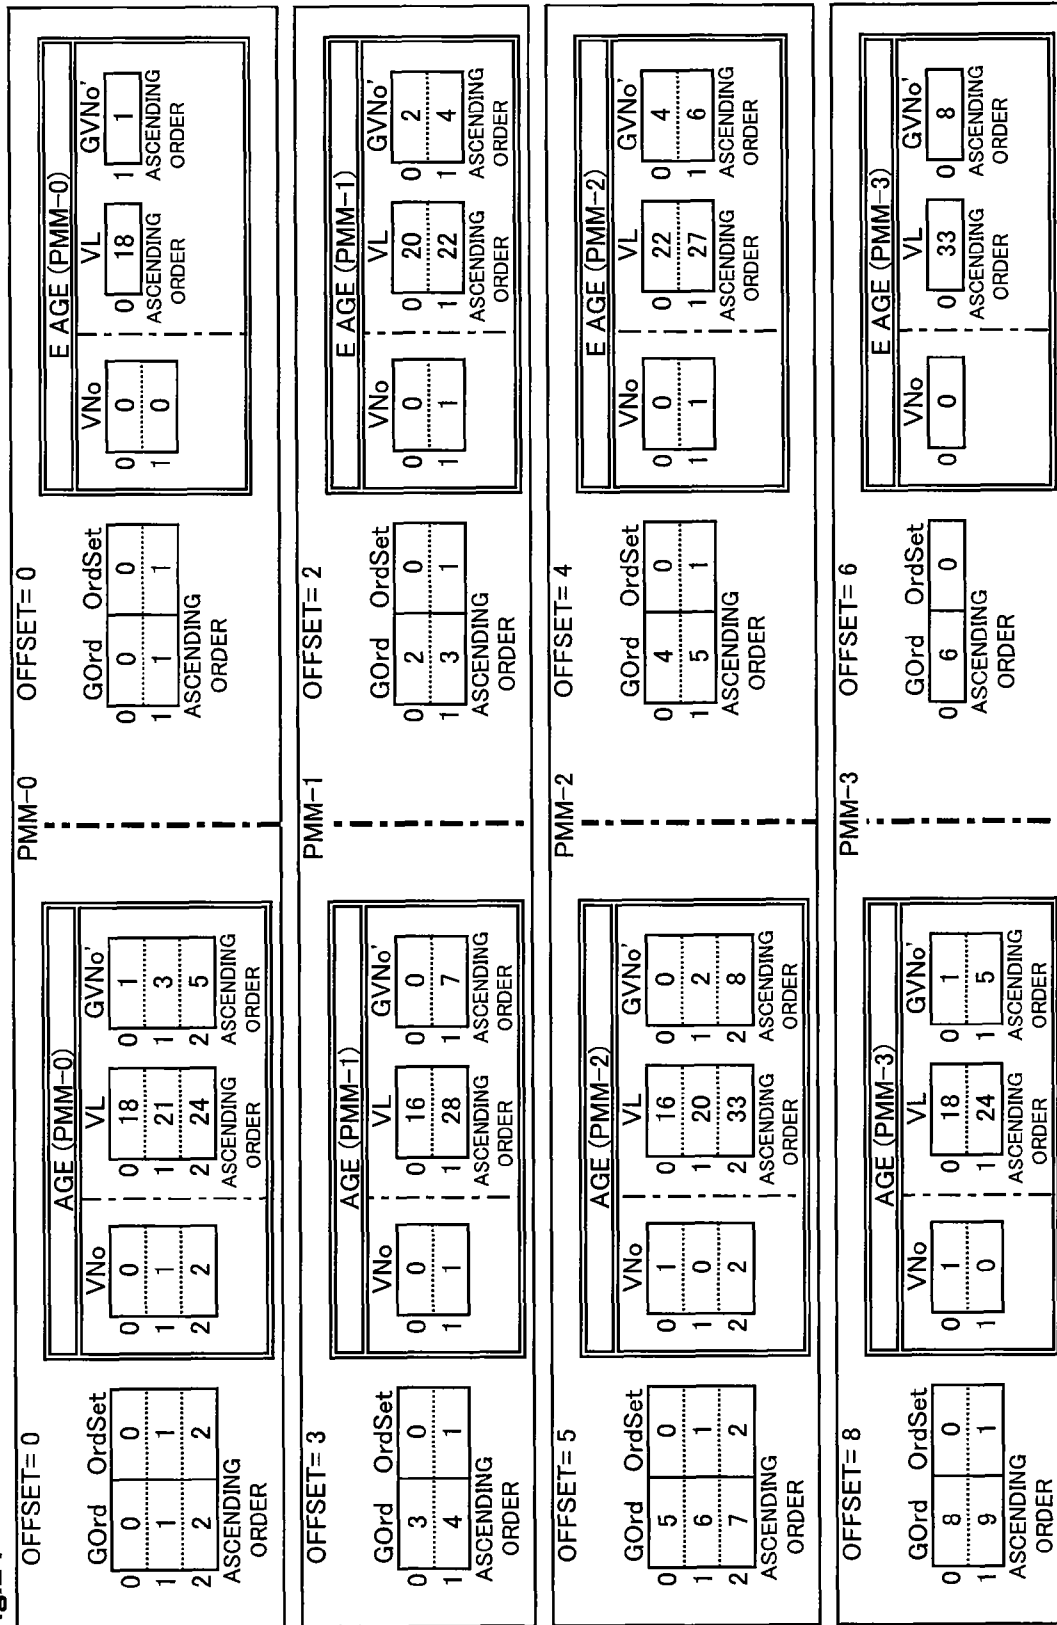 OFFSET= 0 PMM-0 OFFSET= 0
AGE (PMM-0) E AGE (PMM-0)
GOrd OrdSet VNo VL GVNo' GOrd OrdSet VNo VL GVNo'
0 0 0 0 0 0 18 0 1 0 0 0 0 0 0 18 1 1
1 1 1 1 1 1 21 1 3 1 1 1 1 0
2 2 2 2 2 2 24 2 5
ASCENDING ORDER ASCENDING ORDER ASCENDING ORDER ASCENDING ORDER ASCENDING ORDER ASCENDING ORDER
OFFSET= 3 PMM-1 OFFSET= 2
AGE (PMM-1) E AGE (PMM-1)
GOrd OrdSet VNo VL GVNo' GOrd OrdSet VNo VL GVNo'
0 3 0 0 0 0 16 0 0 0 2 0 0 0 0 20 0 2
1 4 1 1 1 1 28 1 7 1 3 1 1 1 1 22 1 4
ASCENDING ORDER ASCENDING ORDER ASCENDING ORDER ASCENDING ORDER ASCENDING ORDER ASCENDING ORDER
OFFSET= 5 PMM-2 OFFSET= 4
AGE (PMM-2) E AGE (PMM-2)
GOrd OrdSet VNo VL GVNo' GOrd OrdSet VNo VL GVNo'
0 5 0 0 1 0 16 0 0 0 4 0 0 0 0 22 0 4
1 6 1 1 0 1 20 1 2 1 5 1 1 1 1 27 1 6
2 7 2 2 2 2 33 2 8
ASCENDING ORDER ASCENDING ORDER ASCENDING ORDER ASCENDING ORDER ASCENDING ORDER ASCENDING ORDER
OFFSET= 8 PMM-3 OFFSET= 6
AGE (PMM-3) E AGE (PMM-3)
GOrd OrdSet VNo VL GVNo' GOrd OrdSet VNo VL GVNo'
0 8 0 0 1 0 18 0 1 0 6 0 0 0 0 33 0 8
1 9 1 1 0 1 24 1 5
ASCENDING ORDER ASCENDING ORDER ASCENDING ORDER ASCENDING ORDER ASCENDING ORDER ASCENDING ORDER